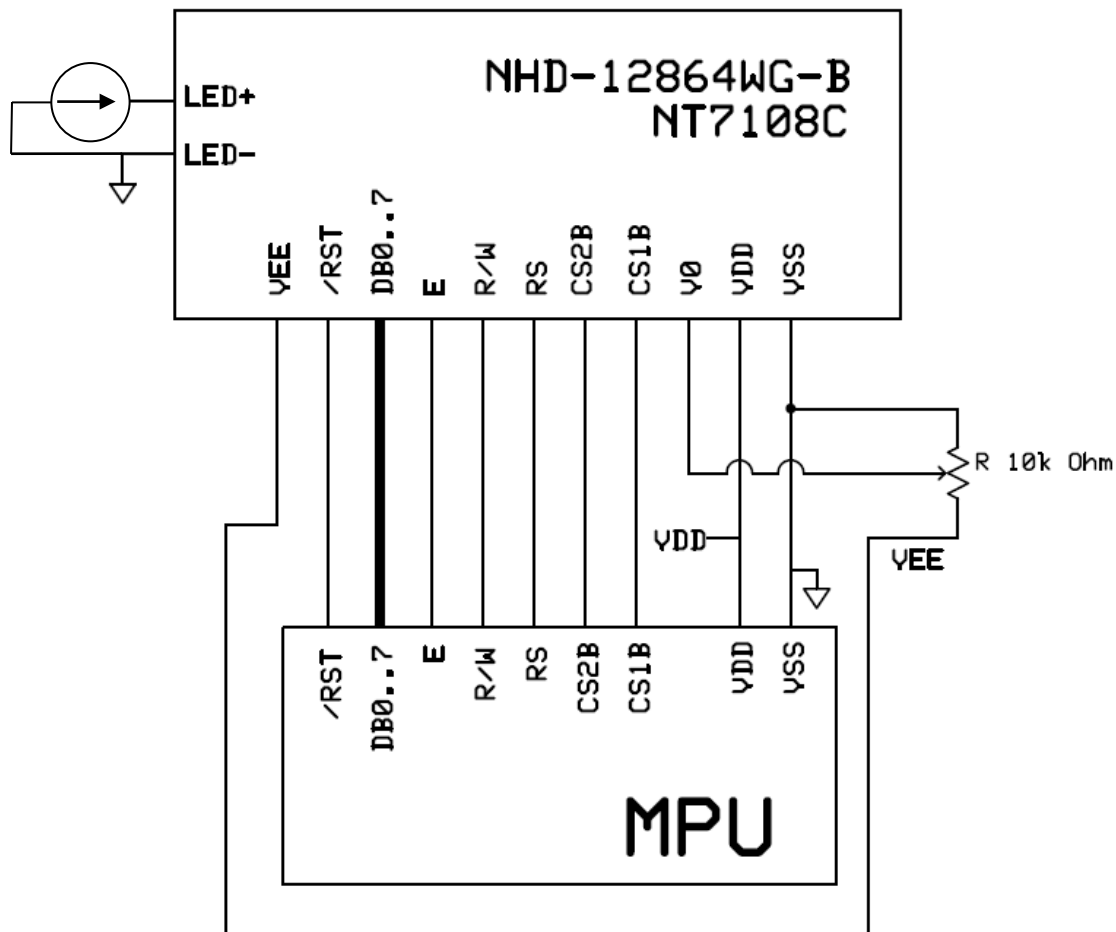 NHD-12864WG-B
NT7108C
LED+
LED-
VEE
/RST
DB0..7
E
R/W
RS
CS2B
CS1B
V0
VDD
VSS
R 10k Ohm
VDD
VEE
/RST
DB0..7
E
R/W
RS
CS2B
CS1B
VDD
VSS
MPU